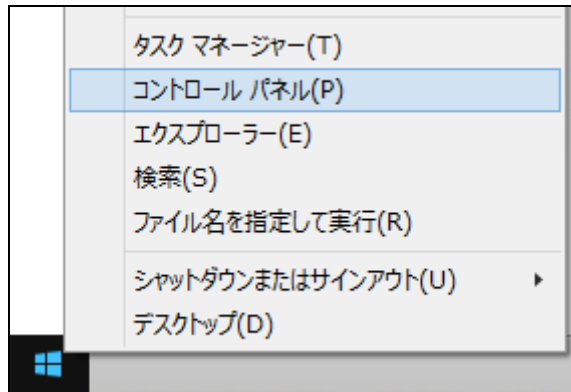 タスク マネージャー(T)
コントロール パネル(P)
エクスプローラー(E)
検索(S)
ファイル名を指定して実行(R)
シャットダウンまたはサインアウト(U)
デスクトップ(D)